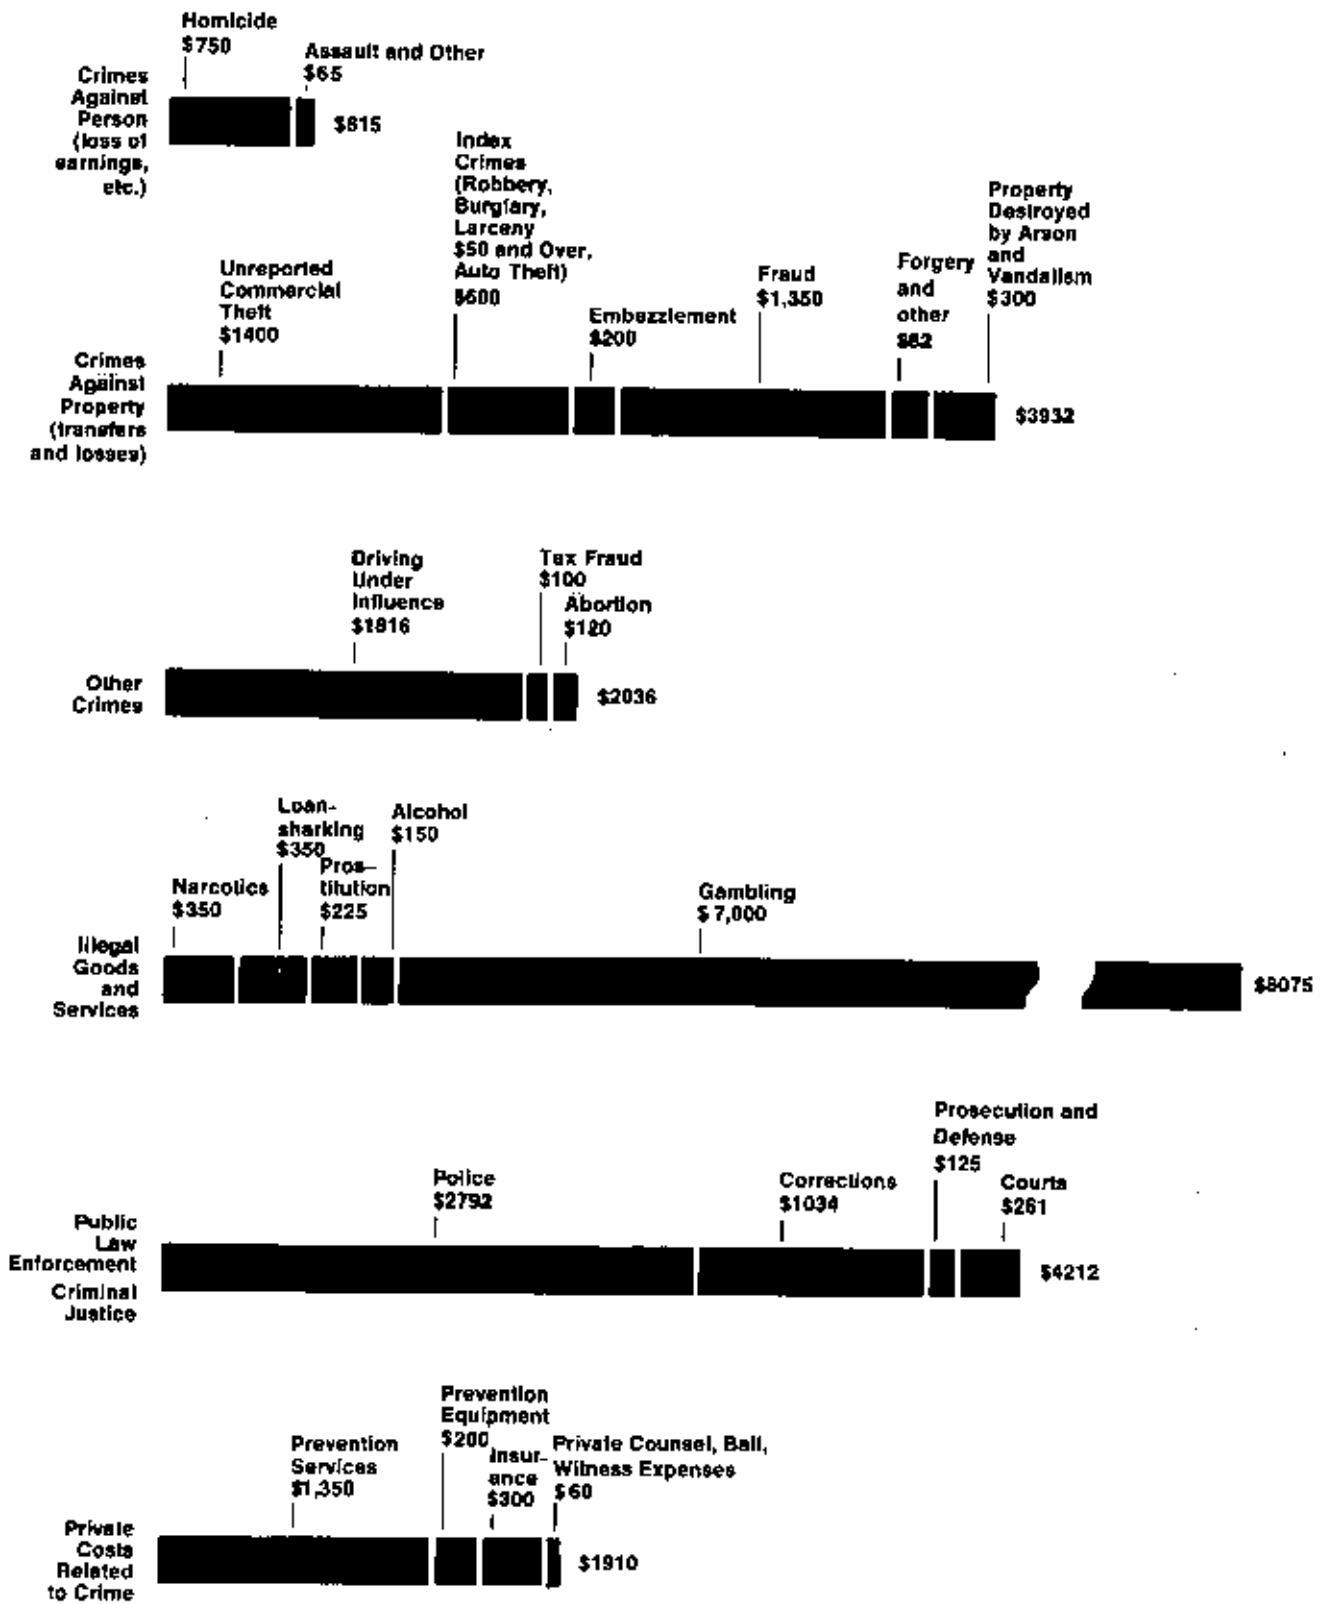 Homicide
$750
Assault and Other
$65
Crimes
Against
Person
(loss of
earnings,
etc.)
$815
Unreported
Commercial
Theft
$1400
Index
Crimes
(Robbery,
Burglary,
Larceny
$50 and Over,
Auto Theft)
$600
Embezzlement
$200
Fraud
$1,350
Forgery
and
other
$82
Property
Destroyed
by Arson
and
Vandalism
$300
Crimes
Against
Property
(transfers
and losses)
$3932
Driving
Under
Influence
$1816
Tax Fraud
$100
Abortion
$120
Other
Crimes
$2036
Narcotics
$350
Loan-
sharking
$350
Pros-
titution
$225
Alcohol
$150
Gambling
$7,000
Illegal
Goods
and
Services
$8075
Police
$2792
Corrections
$1034
Prosecution and
Defense
$125
Courts
$261
Public
Law
Enforcement
Criminal
Justice
$4212
Prevention
Services
$1,350
Prevention
Equipment
$200
Insur-
ance
$300
Private Counsel, Bail,
Witness Expenses
$60
Private
Costs
Related
to Crime
$1910